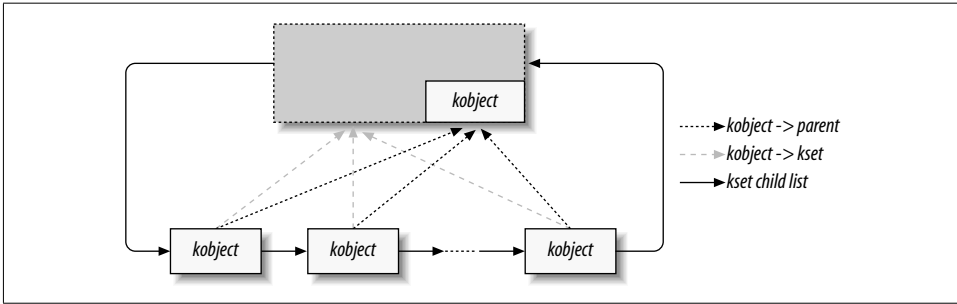 kobject
kobject -> parent
kobject -> kset
kset child list
kobject
kobject
kobject